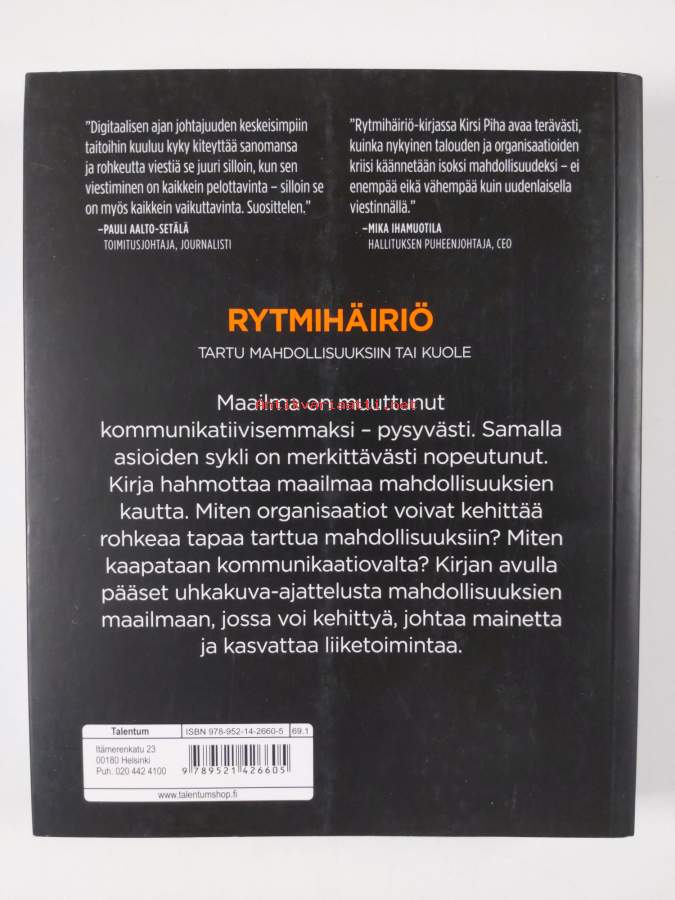 "Digitaalisen ajan johtajuuden keskeisimpiin
taitoihin kuuluu kyky kiteyttää sanomansa
ja rohkeutta viestiä se juuri silloin, kun sen
viestiminen on kaikkein pelottavinta – silloin se
on myös kaikkein vaikuttavinta. Suosittelen."
–PAULI AALTO-SETÄLÄ
TOIMITUSJOHTAJA, JOURNALISTI
"Rytmihäiriö-kirjassa Kirsi Piha avaa terävästi,
kuinka nykyinen talouden ja organisaatioiden
kriisi käännetään isoksi mahdollisuudeksi – ei
enempää eikä vähempää kuin uudenlaisella
viestinnällä."
–MIKA IHAMUOTILA
HALLITUKSEN PUHEENJOHTAJA, CEO
RYTMIHÄIRIÖ
TARTU MAHDOLLISUUKSIIN TAI KUOLE
Maailma on muuttunut
Antikvariaatti.net
kommunikatiivisemmaksi – pysyvästi. Samalla
asioiden sykli on merkittävästi nopeutunut.
Kirja hahmottaa maailmaa mahdollisuuksien
kautta. Miten organisaatiot voivat kehittää
rohkeaa tapaa tarttua mahdollisuuksiin? Miten
kaapataan kommunikaatiovalta? Kirjan avulla
pääset uhkakuva-ajattelusta mahdollisuuksien
maailmaan, jossa voi kehittyä, johtaa mainetta
ja kasvattaa liiketoimintaa.
Talentum
ISBN 978-952-14-2660-5
69.1
Itämerenkatu 23
00180 Helsinki
Puh. 020 442 4100
9 789521 426605
www.talentumshop.fi